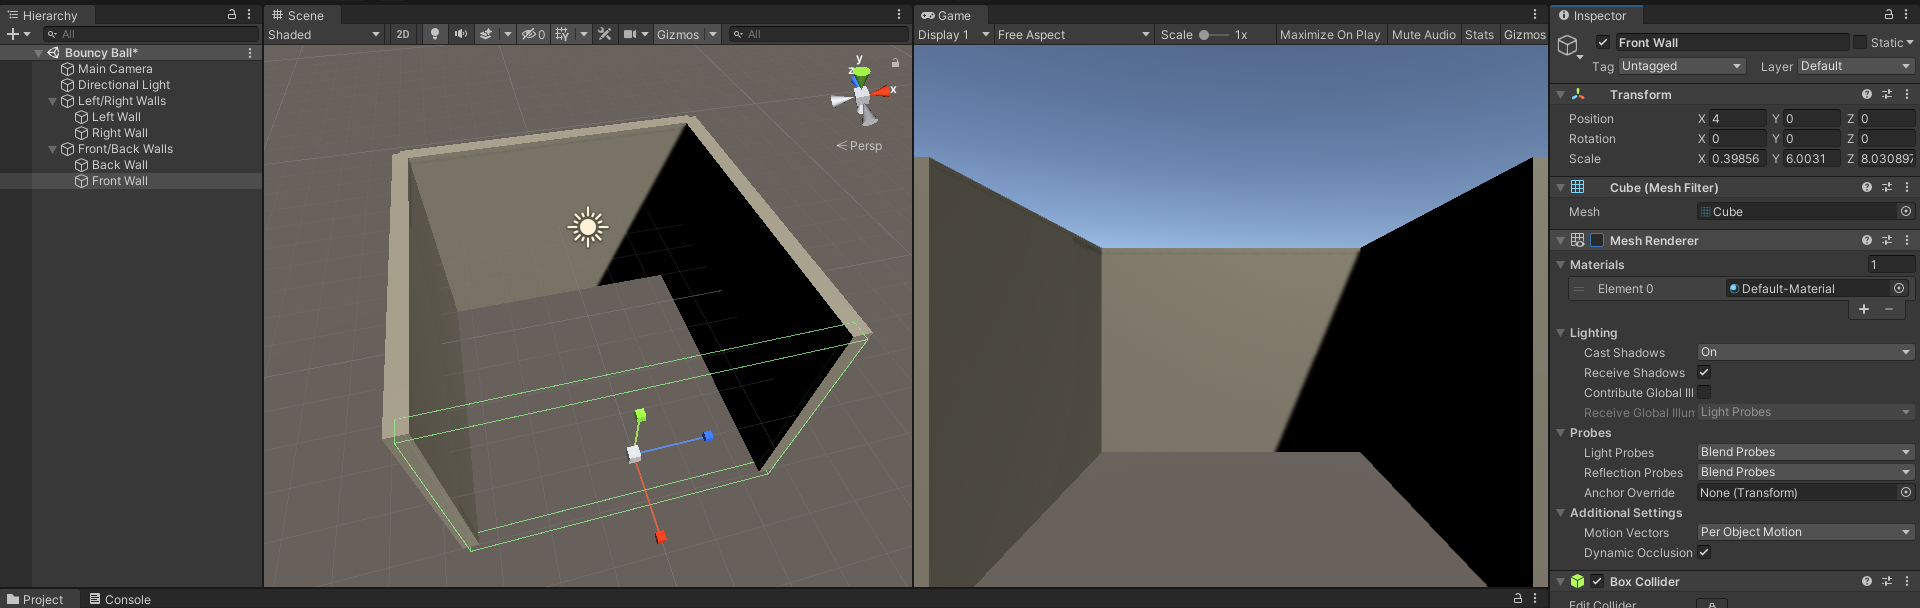 Hierarchy
All
Bouncy Ball*
Main Camera
Directional Light
Left/Right Walls
Left Wall
Right Wall
Front/Back Walls
Back Wall
Front Wall
Scene
Shaded
2D
0
Gizmos
All
y
z
x
Persp
Game
Display 1
Free Aspect
Scale
1x
Maximize On Play
Mute Audio
Stats
Gizmos
Inspector
Front Wall
Static
Tag
Untagged
Layer
Default
Transform
Position X 4 Y 0 Z 0
Rotation X 0 Y 0 Z 0
Scale X 0.39856 Y 6.0031 Z 8.030897
Cube (Mesh Filter)
Mesh Cube
Mesh Renderer
Materials 1
Element 0 Default-Material
Lighting
Cast Shadows On
Receive Shadows
Contribute Global Ill
Receive Global Illum Light Probes
Probes
Light Probes Blend Probes
Reflection Probes Blend Probes
Anchor Override None (Transform)
Additional Settings
Motion Vectors Per Object Motion
Dynamic Occlusion
Box Collider
Edit Collider
Project
Console